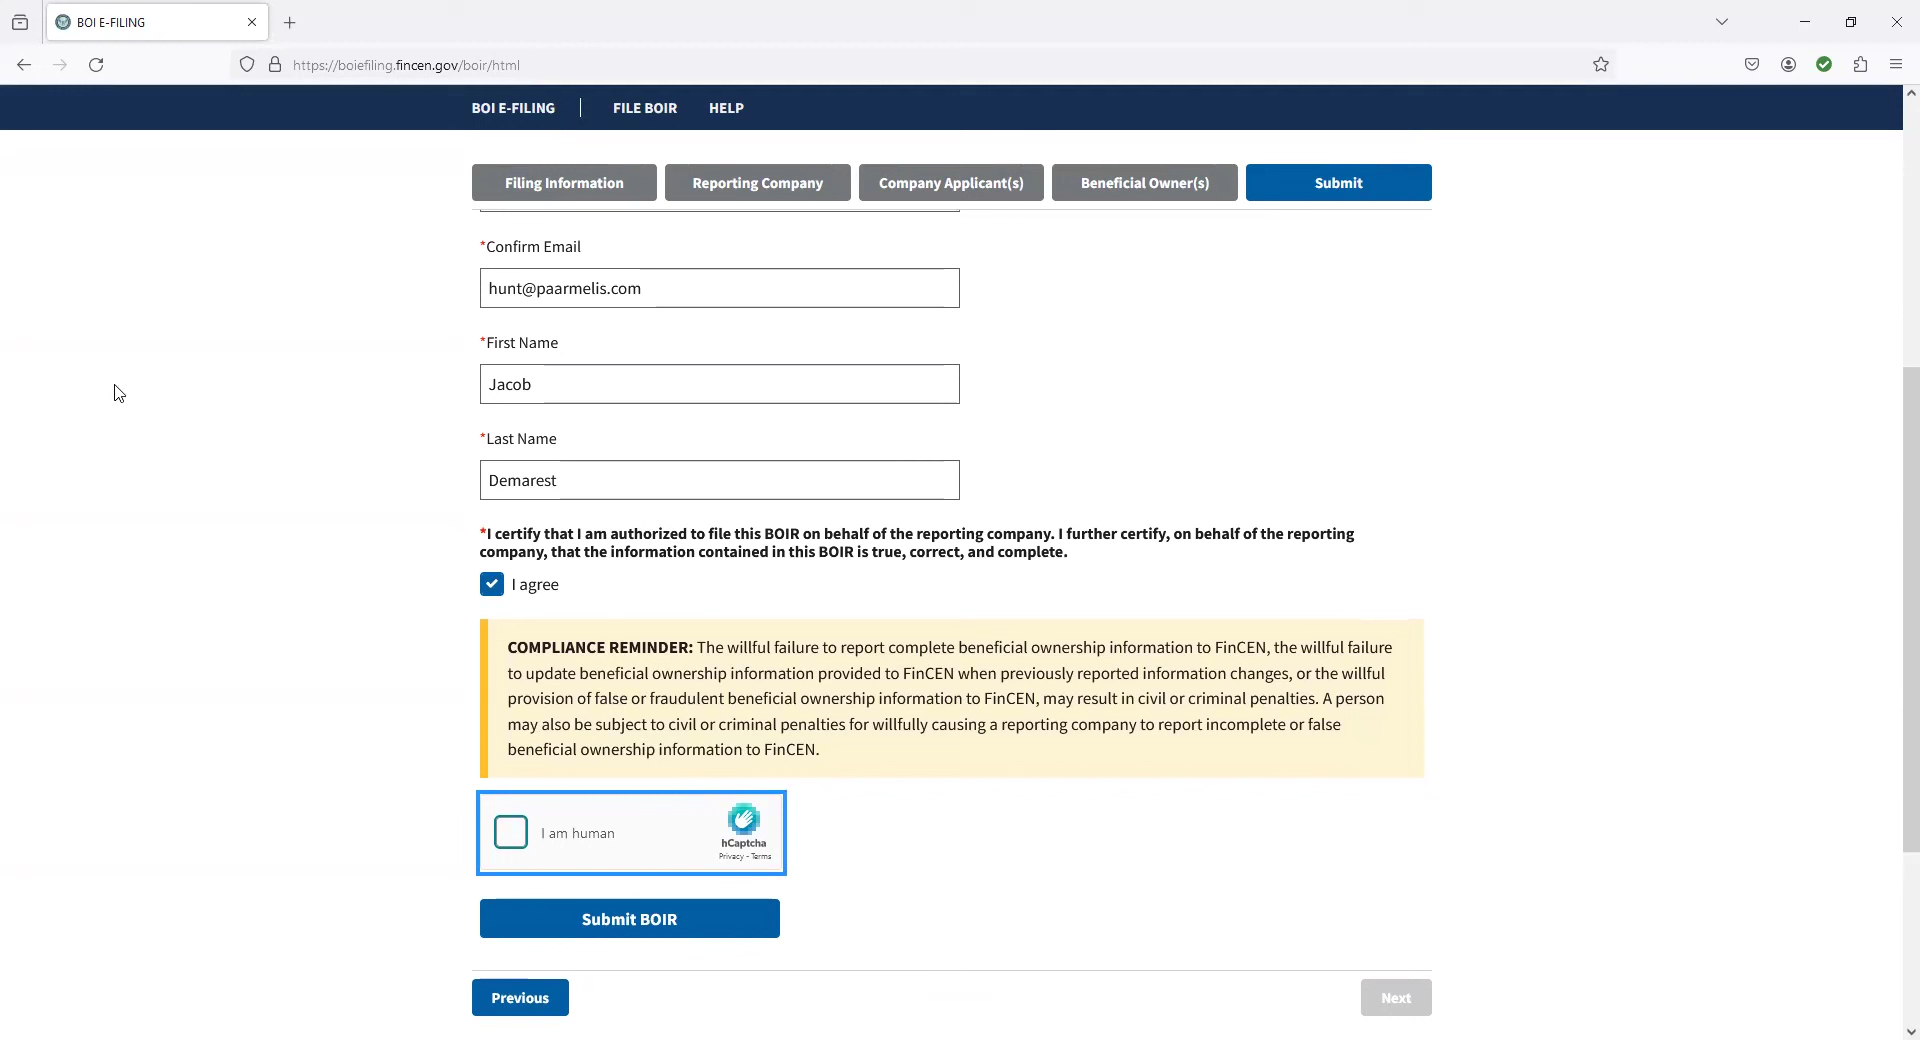 BOI E-FILING
https://boiefiling.fincen.gov/boir/html
BOI E-FILING FILE BOIR HELP
Filing Information Reporting Company Company Applicant(s) Beneficial Owner(s) Submit
*Confirm Email
hunt@paarmelis.com
*First Name
Jacob
*Last Name
Demarest
*I certify that I am authorized to file this BOIR on behalf of the reporting company. I further certify, on behalf of the reporting
company, that the information contained in this BOIR is true, correct, and complete.
I agree
COMPLIANCE REMINDER: The willful failure to report complete beneficial ownership information to FinCEN, the willful failure
to update beneficial ownership information provided to FinCEN when previously reported information changes, or the willful
provision of false or fraudulent beneficial ownership information to FinCEN, may result in civil or criminal penalties. A person
may also be subject to civil or criminal penalties for willfully causing a reporting company to report incomplete or false
beneficial ownership information to FinCEN.
I am human
hCaptcha
Privacy - Terms
Submit BOIR
Previous Next